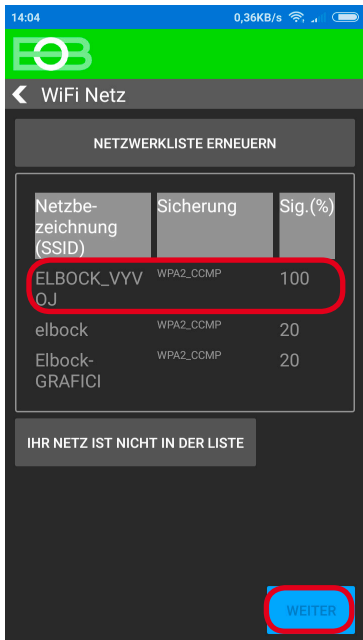 14:04 0,36KB/s
EOB
WiFi Netz
NETZWERKLISTE ERNEUERN
Netzbe- Sicherung Sig.(%)
zeichnung
(SSID)
ELBOCK_VYV WPA2_CCMP 100
OJ
elbock WPA2_CCMP 20
Elbock- WPA2_CCMP 20
GRAFICI
IHR NETZ IST NICHT IN DER LISTE
WEITER